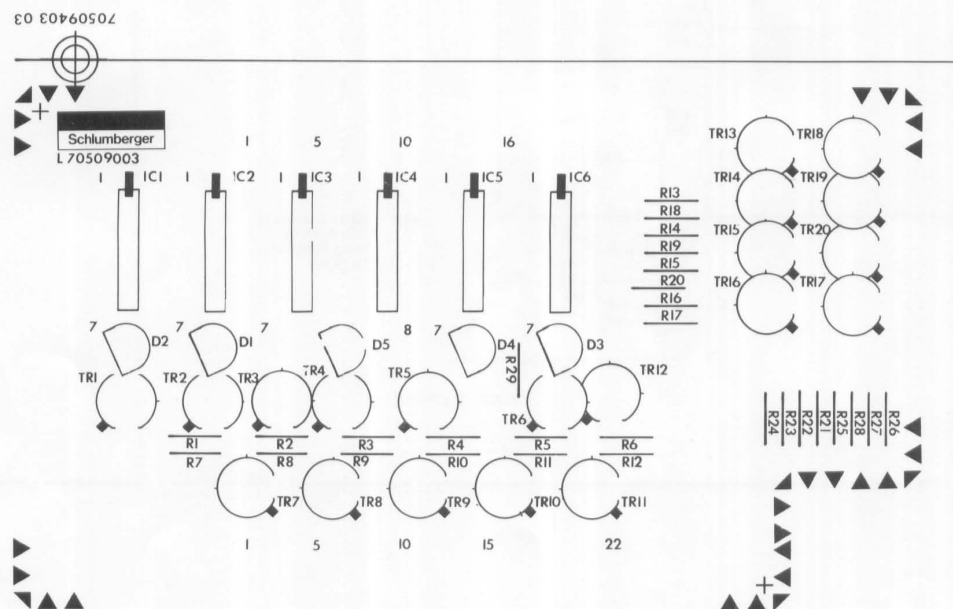 70509403 03
Schlumberger
L 70509003
1 5 10 16
1 IC1 1 IC2 1 IC3 1 IC4 1 IC5 1 IC6
TR13 TR18
TR14 TR19
TR15 TR20
TR16 TR17
R13
R18
R14
R19
R15
R20
R16
R17
7 D2 7 D1 7 D5 8 7 D4 7 D3
R29
TR1 TR2 TR3 TR4 TR5 TR6 TR12
R1 R2 R3 R4 R5 R6
R7 R8 R9 R10 R11 R12
TR7 TR8 TR9 TR10 TR11
R24 R23 R22 R21 R25 R28 R27 R26
1 5 10 15 22